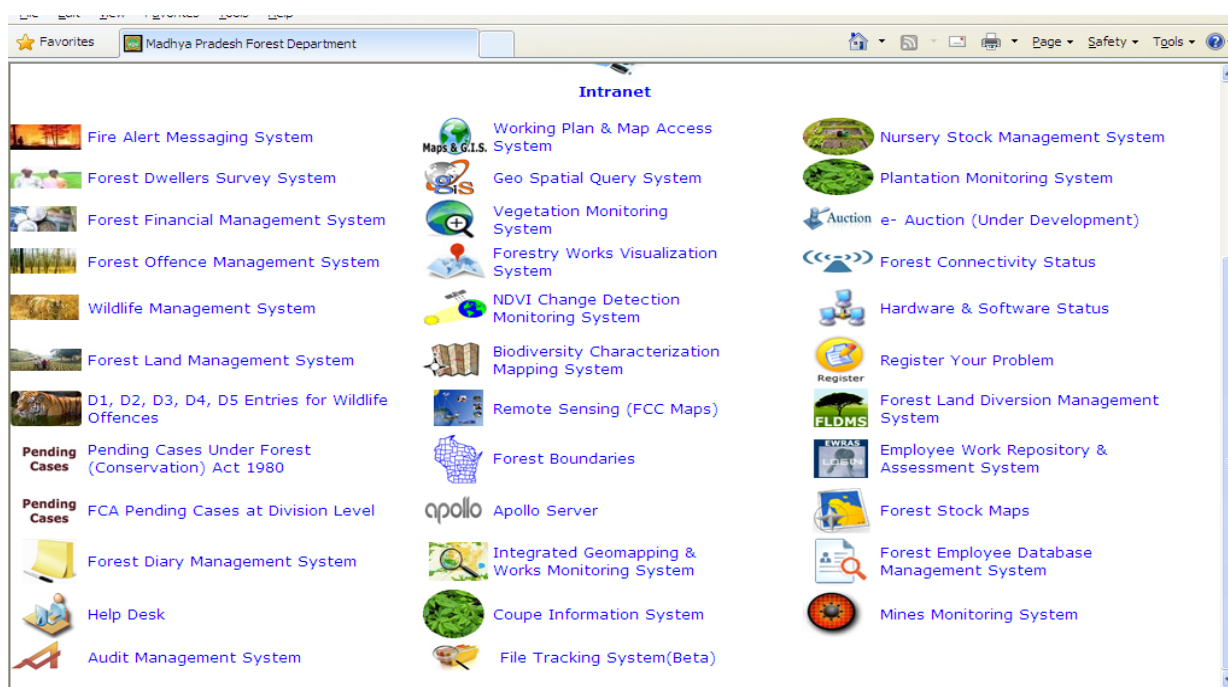 File Edit View Favorites Tools Help
Favorites
Madhya Pradesh Forest Department
Page
Safety
Tools
Intranet
Fire Alert Messaging System
Maps & G.I.S.
Working Plan & Map Access
System
Nursery Stock Management System
Forest Dwellers Survey System
GIS
Geo Spatial Query System
Plantation Monitoring System
Forest Financial Management System
Vegetation Monitoring
System
Auction
e- Auction (Under Development)
Forest Offence Management System
Forestry Works Visualization
System
Forest Connectivity Status
Wildlife Management System
NDVI Change Detection
Monitoring System
Hardware & Software Status
Forest Land Management System
Biodiversity Characterization
Mapping System
Register
Register Your Problem
D1, D2, D3, D4, D5 Entries for Wildlife
Offences
Remote Sensing (FCC Maps)
FLDMS
Forest Land Diversion Management
System
Pending
Cases
Pending Cases Under Forest
(Conservation) Act 1980
Forest Boundaries
EWRAS
LOGIN
Employee Work Repository &
Assessment System
Pending
Cases
FCA Pending Cases at Division Level
apollo
Apollo Server
Forest Stock Maps
Forest Diary Management System
Integrated Geomapping &
Works Monitoring System
Forest Employee Database
Management System
Help Desk
Coupe Information System
Mines Monitoring System
Audit Management System
File Tracking System(Beta)